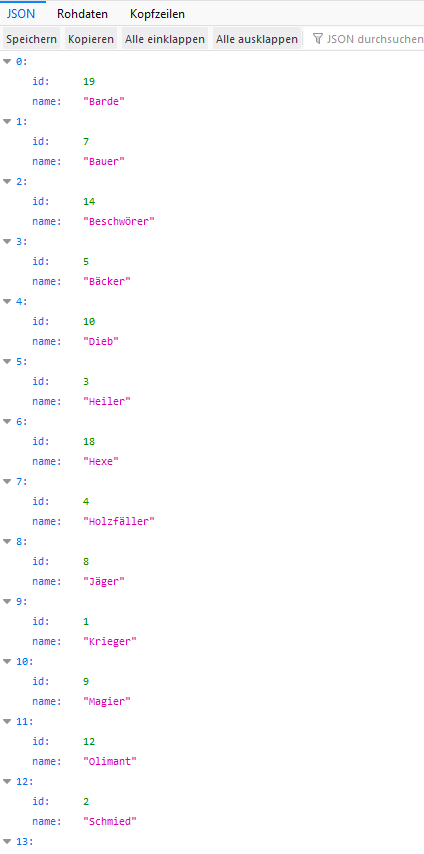 JSON Rohdaten Kopfzeilen
Speichern Kopieren Alle einklappen Alle ausklappen JSON durchsuchen
0:
id: 19
name: "Barde"
1:
id: 7
name: "Bauer"
2:
id: 14
name: "Beschwörer"
3:
id: 5
name: "Bäcker"
4:
id: 10
name: "Dieb"
5:
id: 3
name: "Heiler"
6:
id: 18
name: "Hexe"
7:
id: 4
name: "Holzfäller"
8:
id: 8
name: "Jäger"
9:
id: 1
name: "Krieger"
10:
id: 9
name: "Magier"
11:
id: 12
name: "Olimant"
12:
id: 2
name: "Schmied"
13: